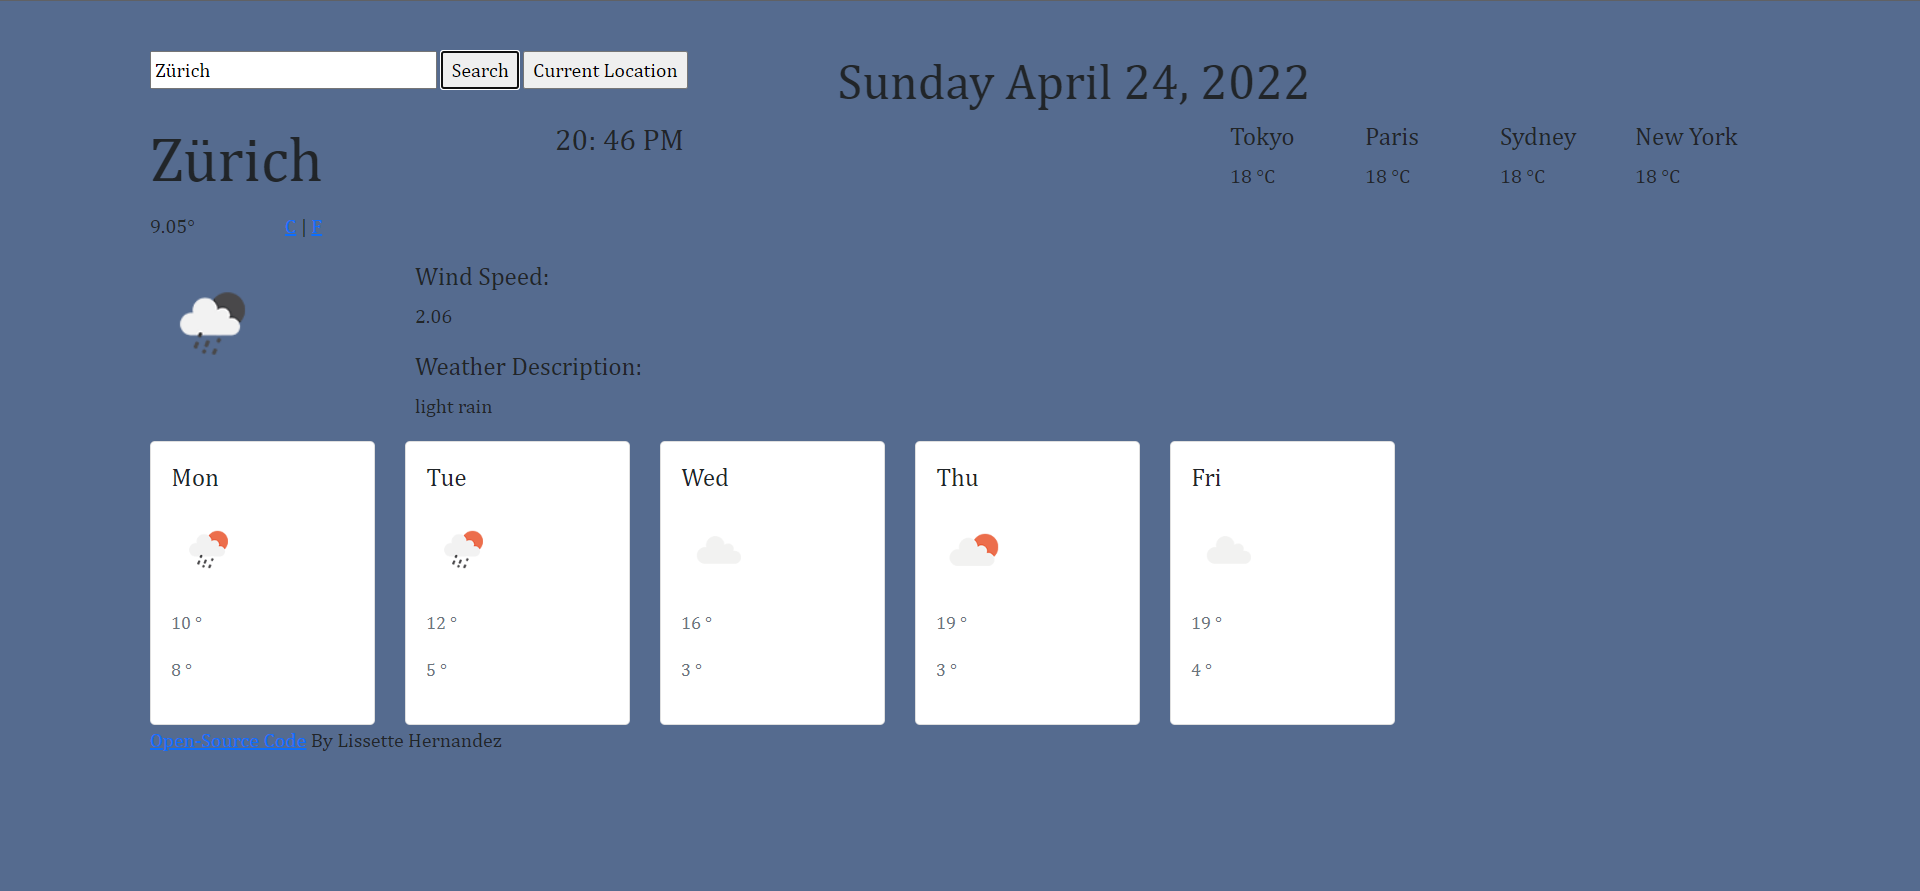 Zürich Search Current Location
Sunday April 24, 2022
Zürich
20: 46 PM
Tokyo Paris Sydney New York
18 °C 18 °C 18 °C 18 °C
9.05° C | F
Wind Speed:
2.06
Weather Description:
light rain
Mon
10 °
8 °
Tue
12 °
5 °
Wed
16 °
3 °
Thu
19 °
3 °
Fri
19 °
4 °
Open-Source Code By Lissette Hernandez